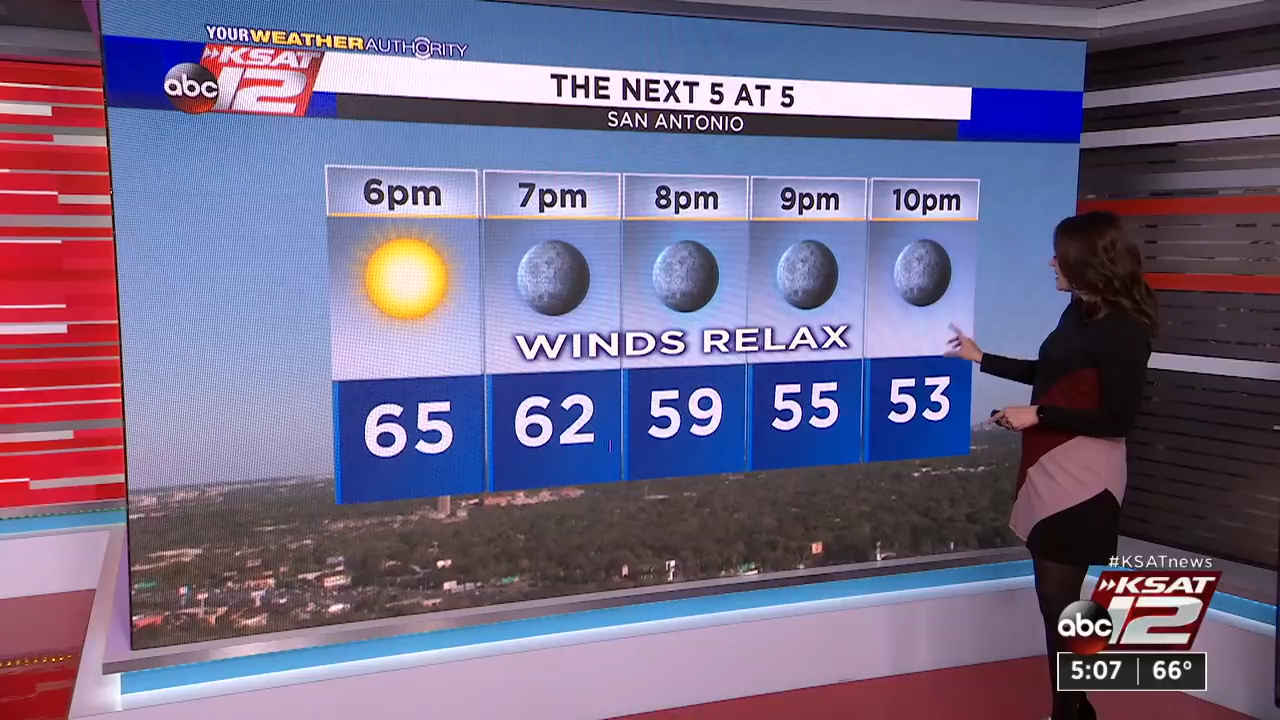 YOUR WEATHER AUTHORITY
KSAT
abc 12
THE NEXT 5 AT 5
SAN ANTONIO
6pm 7pm 8pm 9pm 10pm
WINDS RELAX
65 62 59 55 53
#KSATnews
KSAT
abc 12
5:07 66°